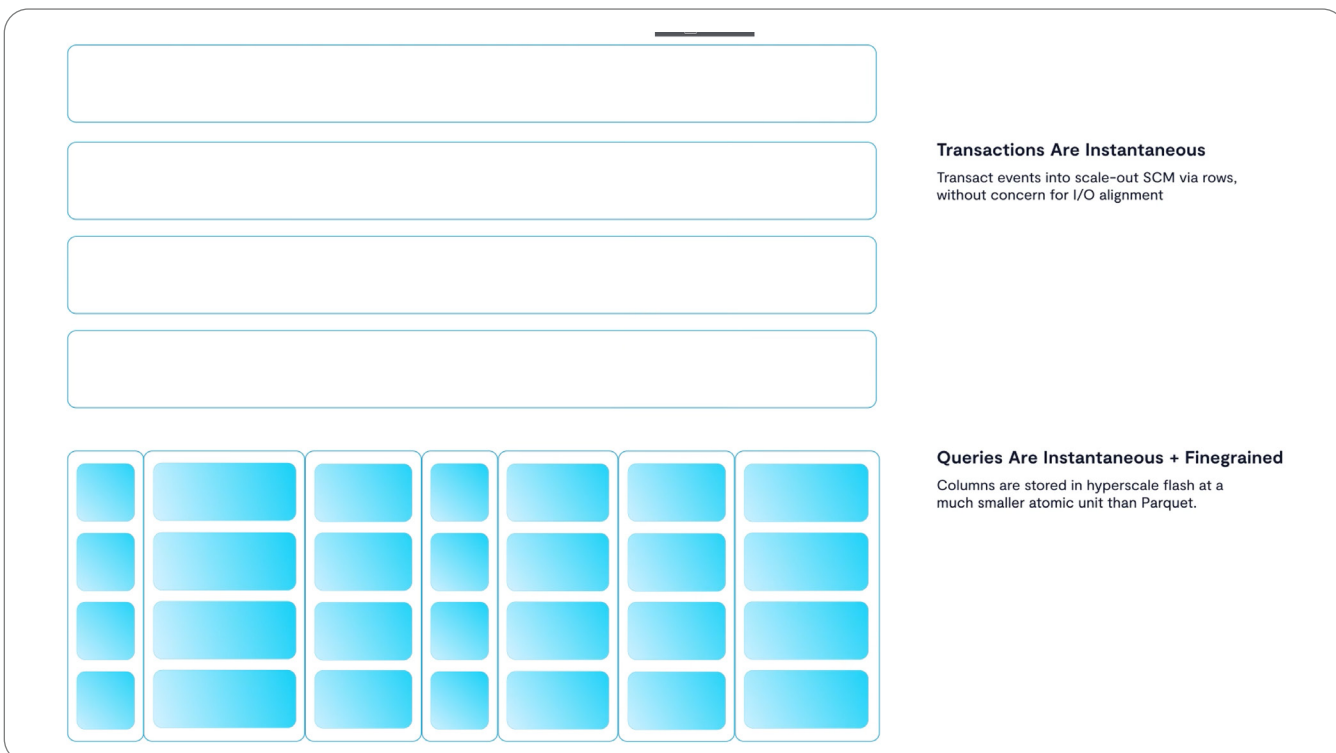 Transactions Are Instantaneous
Transact events into scale-out SCM via rows,
without concern for I/O alignment
Queries Are Instantaneous + Finegrained
Columns are stored in hyperscale flash at a
much smaller atomic unit than Parquet.